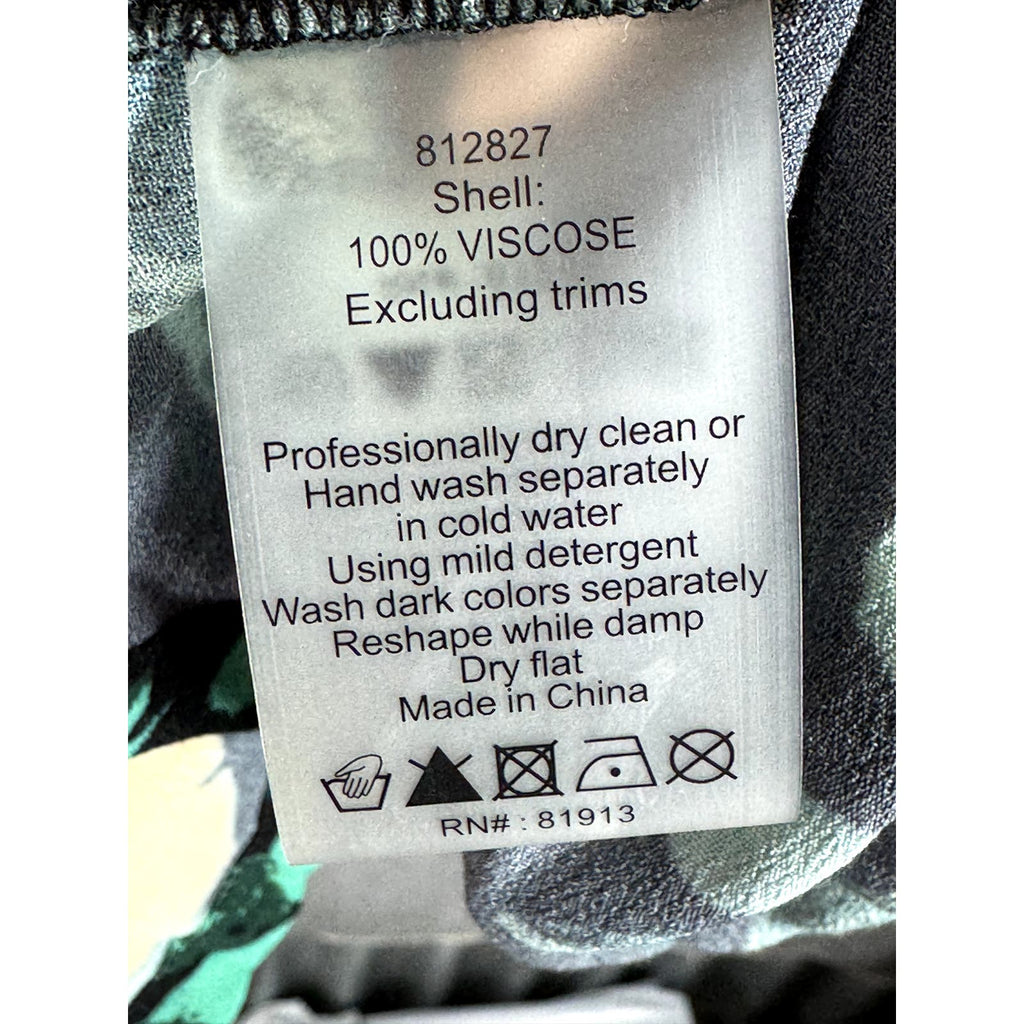 812827
Shell:
100% VISCOSE
Excluding trims
Professionally dry clean or
Hand wash separately
in cold water
Using mild detergent
Wash dark colors separately
Reshape while damp
Dry flat
Made in China
RN# : 81913